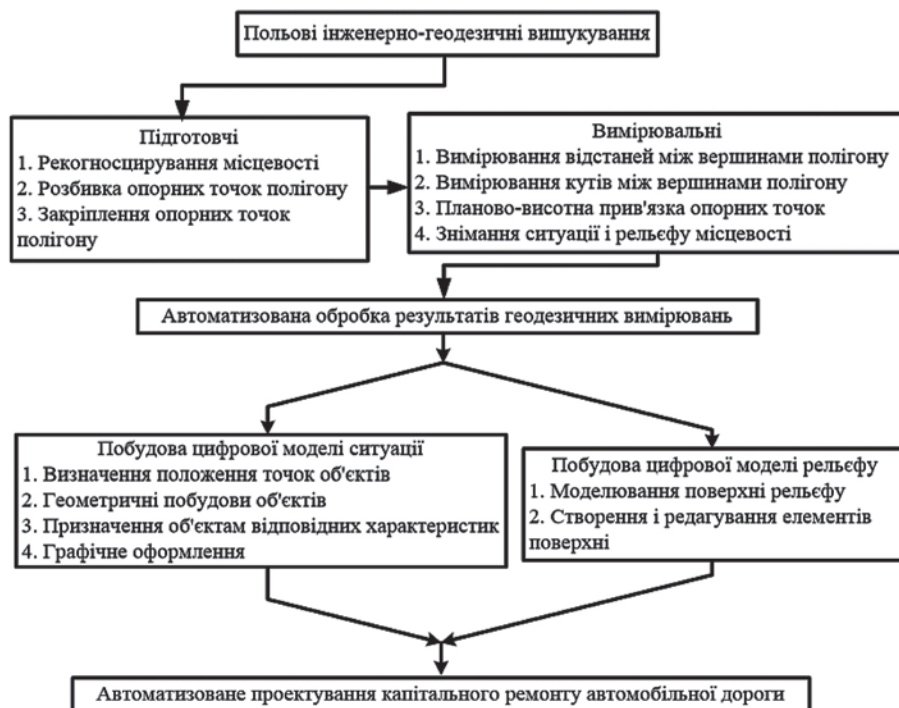 Польові інженерно-геодезичні вишукування
Підготовчі
1. Рекогносцирування місцевості
2. Розбивка опорних точок полігону
3. Закріплення опорних точок
полігону
Вимірювальні
1. Вимірювання відстаней між вершинами полігону
2. Вимірювання кутів між вершинами полігону
3. Планово-висотна прив'язка опорних точок
4. Знімання ситуації і рельєфу місцевості
Автоматизована обробка результатів геодезичних вимірювань
Побудова цифрової моделі ситуації
1. Визначення положення точок об'єктів
2. Геометричні побудови об'єктів
3. Призначення об'єктам відповідних характеристик
4. Графічне оформлення
Побудова цифрової моделі рельєфу
1. Моделювання поверхні рельєфу
2. Створення і редагування елементів
поверхні
Автоматизоване проектування капітального ремонту автомобільної дороги